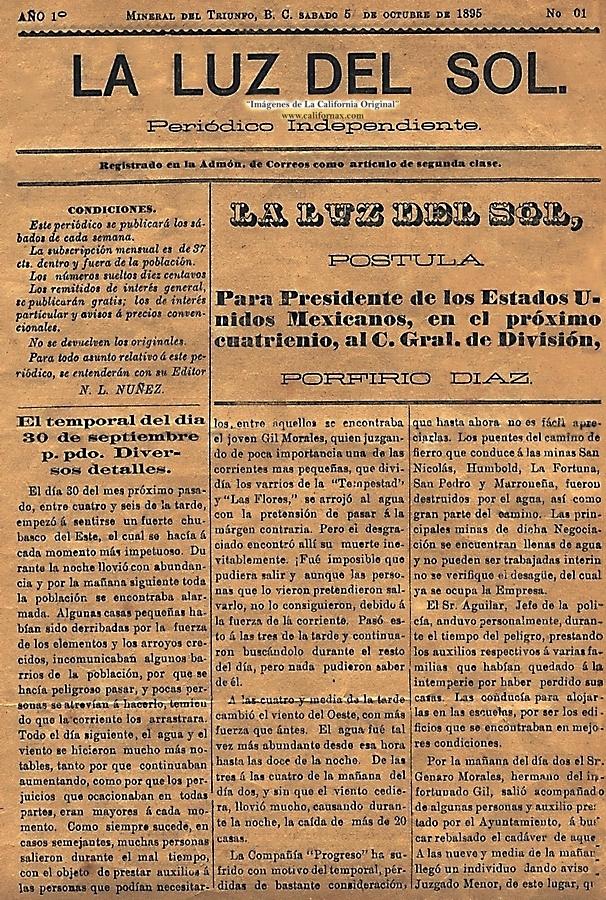 AÑO 1º MINERAL DEL TRIUNFO, B. C. SABADO 5 DE OCTUBRE DE 1895 No 01
LA LUZ DEL SOL.
"Imágenes de La California Original"
www.californax.com
Periódico Independiente.
Registrado en la Admón. de Correos como artículo de segunda clase.
CONDICIONES.
Este periódico se publicará los sá-
bados de cada semana.
La subscripción mensual es de 37
cts. dentro y fuera de la población.
Los números sueltos diez centavos
Los remitidos de interés general,
se publicarán gratis; los de interés
particular y avisos á precios conven-
cionales.
No se devuelven los originales.
Para todo asunto relativo á este pe-
riódico, se entenderán con su Editor
N. L. NUÑEZ.
El temporal del dia
30 de septiembre
p. pdo. Diver-
sos detalles.
El día 30 del mes próximo pasa-
do, entre cuatro y seis de la tarde,
empezó á sentirse un fuerte chu-
basco del Este, el cual se hacía á
cada momento más impetuoso. Du
rante la noche llovió con abundan-
cia y por la mañana siguiente toda
la población se encontraba alar-
mada. Algunas casas pequeñas ha-
bían sido derribadas por la fuerza
de los elementos y los arroyos cre-
cidos, incomunicaban algunos ba-
rrios de la población, por que se
hacía peligroso pasar, y pocas per-
sonas se atrevían á hacerlo, temien
do que la corriente los arrastrara.
Todo el día siguiente, el agua y el
viento se hicieron mucho más no-
tables, tanto por que continuaban
aumentando, como por que los per-
juicios que ocacionaban en todas
partes, eran mayores á cada mo-
mento. Como siempre sucede, en
casos semejantes, muchas personas
salieron durante el mal tiempo,
con el objeto de prestar auxilios á
las personas que podían necesitar-
LA LUZ DEL SOL,
POSTULA
Para Presidente de los Estados U-
nidos Mexicanos, en el próximo
cuatrienio, al C. Gral. de División,
PORFIRIO DIAZ.
los, entre aquellos se encontraba
el joven Gil Morales, quien juzgan-
do de poca importancia una de las
corrientes mas pequeñas, que divi-
día los varrios de la "Tempestad"
y "Las Flores," se arrojó al agua
con la pretensión de pasar á la
márgen contraria. Pero el desgra-
ciado encontró allí su muerte ine-
vitablemente. ¡Fué imposible que
pudiera salir y aunque las perso-
nas que lo vieron pretendieron sal-
varlo, no lo consiguieron, debido á
la fuerza de la corriente. Pasó es-
to á las tres de la tarde y continua-
ron buscándolo durante el resto
del día, pero nada pudieron saber
de él.
A las cuatro y media de la tarde
cambió el viento del Oeste, con más
fuerza que ántes. El agua fué tal
vez más abundante desde esa hora
hasta las doce de la noche. De las
tres á las cuatro de la mañana del
día dos, y sin que el viento cedie-
ra, llovió mucho, causando duran-
te la noche, la caída de más de 20
casas.
La Compañía "Progreso" ha su-
frido con motivo del temporal, pér-
didas de bastante consideración,
que hasta ahora no es fácil apre-
ciarlas. Los puentes del camino de
fierro que conduce á las minas San
Nicolás, Humbold, La Fortuna,
San Pedro y Marroneña, fueron
destruidos por el agua, así como
gran parte del camino. Las prin-
cipales minas de dicha Negocia-
ción se encuentran llenas de agua
y no pueden ser trabajadas interin
no se verifique el desagüe, del cual
ya se ocupa la Empresa.
El Sr. Aguilar, Jefe de la poli-
cía, anduvo personalmente, duran-
te el tiempo del peligro, prestando
los auxilios respectivos á varias fa-
milias que habían quedado á la
intemperie por haber perdido sus
casas. Las conducía para alojar-
las en las escuelas, por ser los edi-
ficios que se encontraban en mejo-
res condiciones.
Por la mañana del día dos el Sr.
Genaro Morales, hermano del in-
fortunado Gil, salió acompañado
de algunas personas y auxilio pres
tado por el Ayuntamiento, á bus
car rebalsado el cadáver de aque
A las nueve y media de la mañan
llegó un individuo dando aviso
Juzgado Menor, de este lugar, q